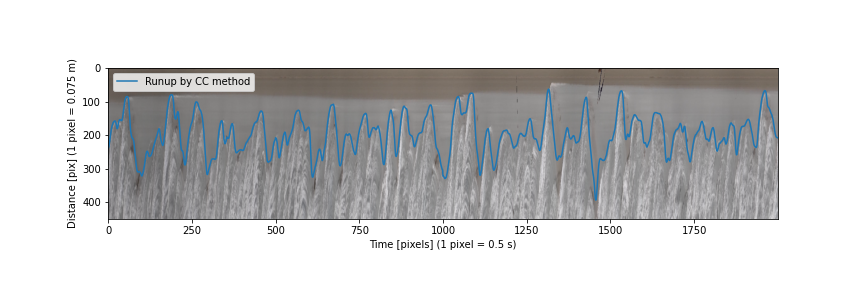 Runup by CC method
Distance [pix] (1 pixel = 0.075 m)
0
100
200
300
400
0 250 500 750 1000 1250 1500 1750
Time [pixels] (1 pixel = 0.5 s)